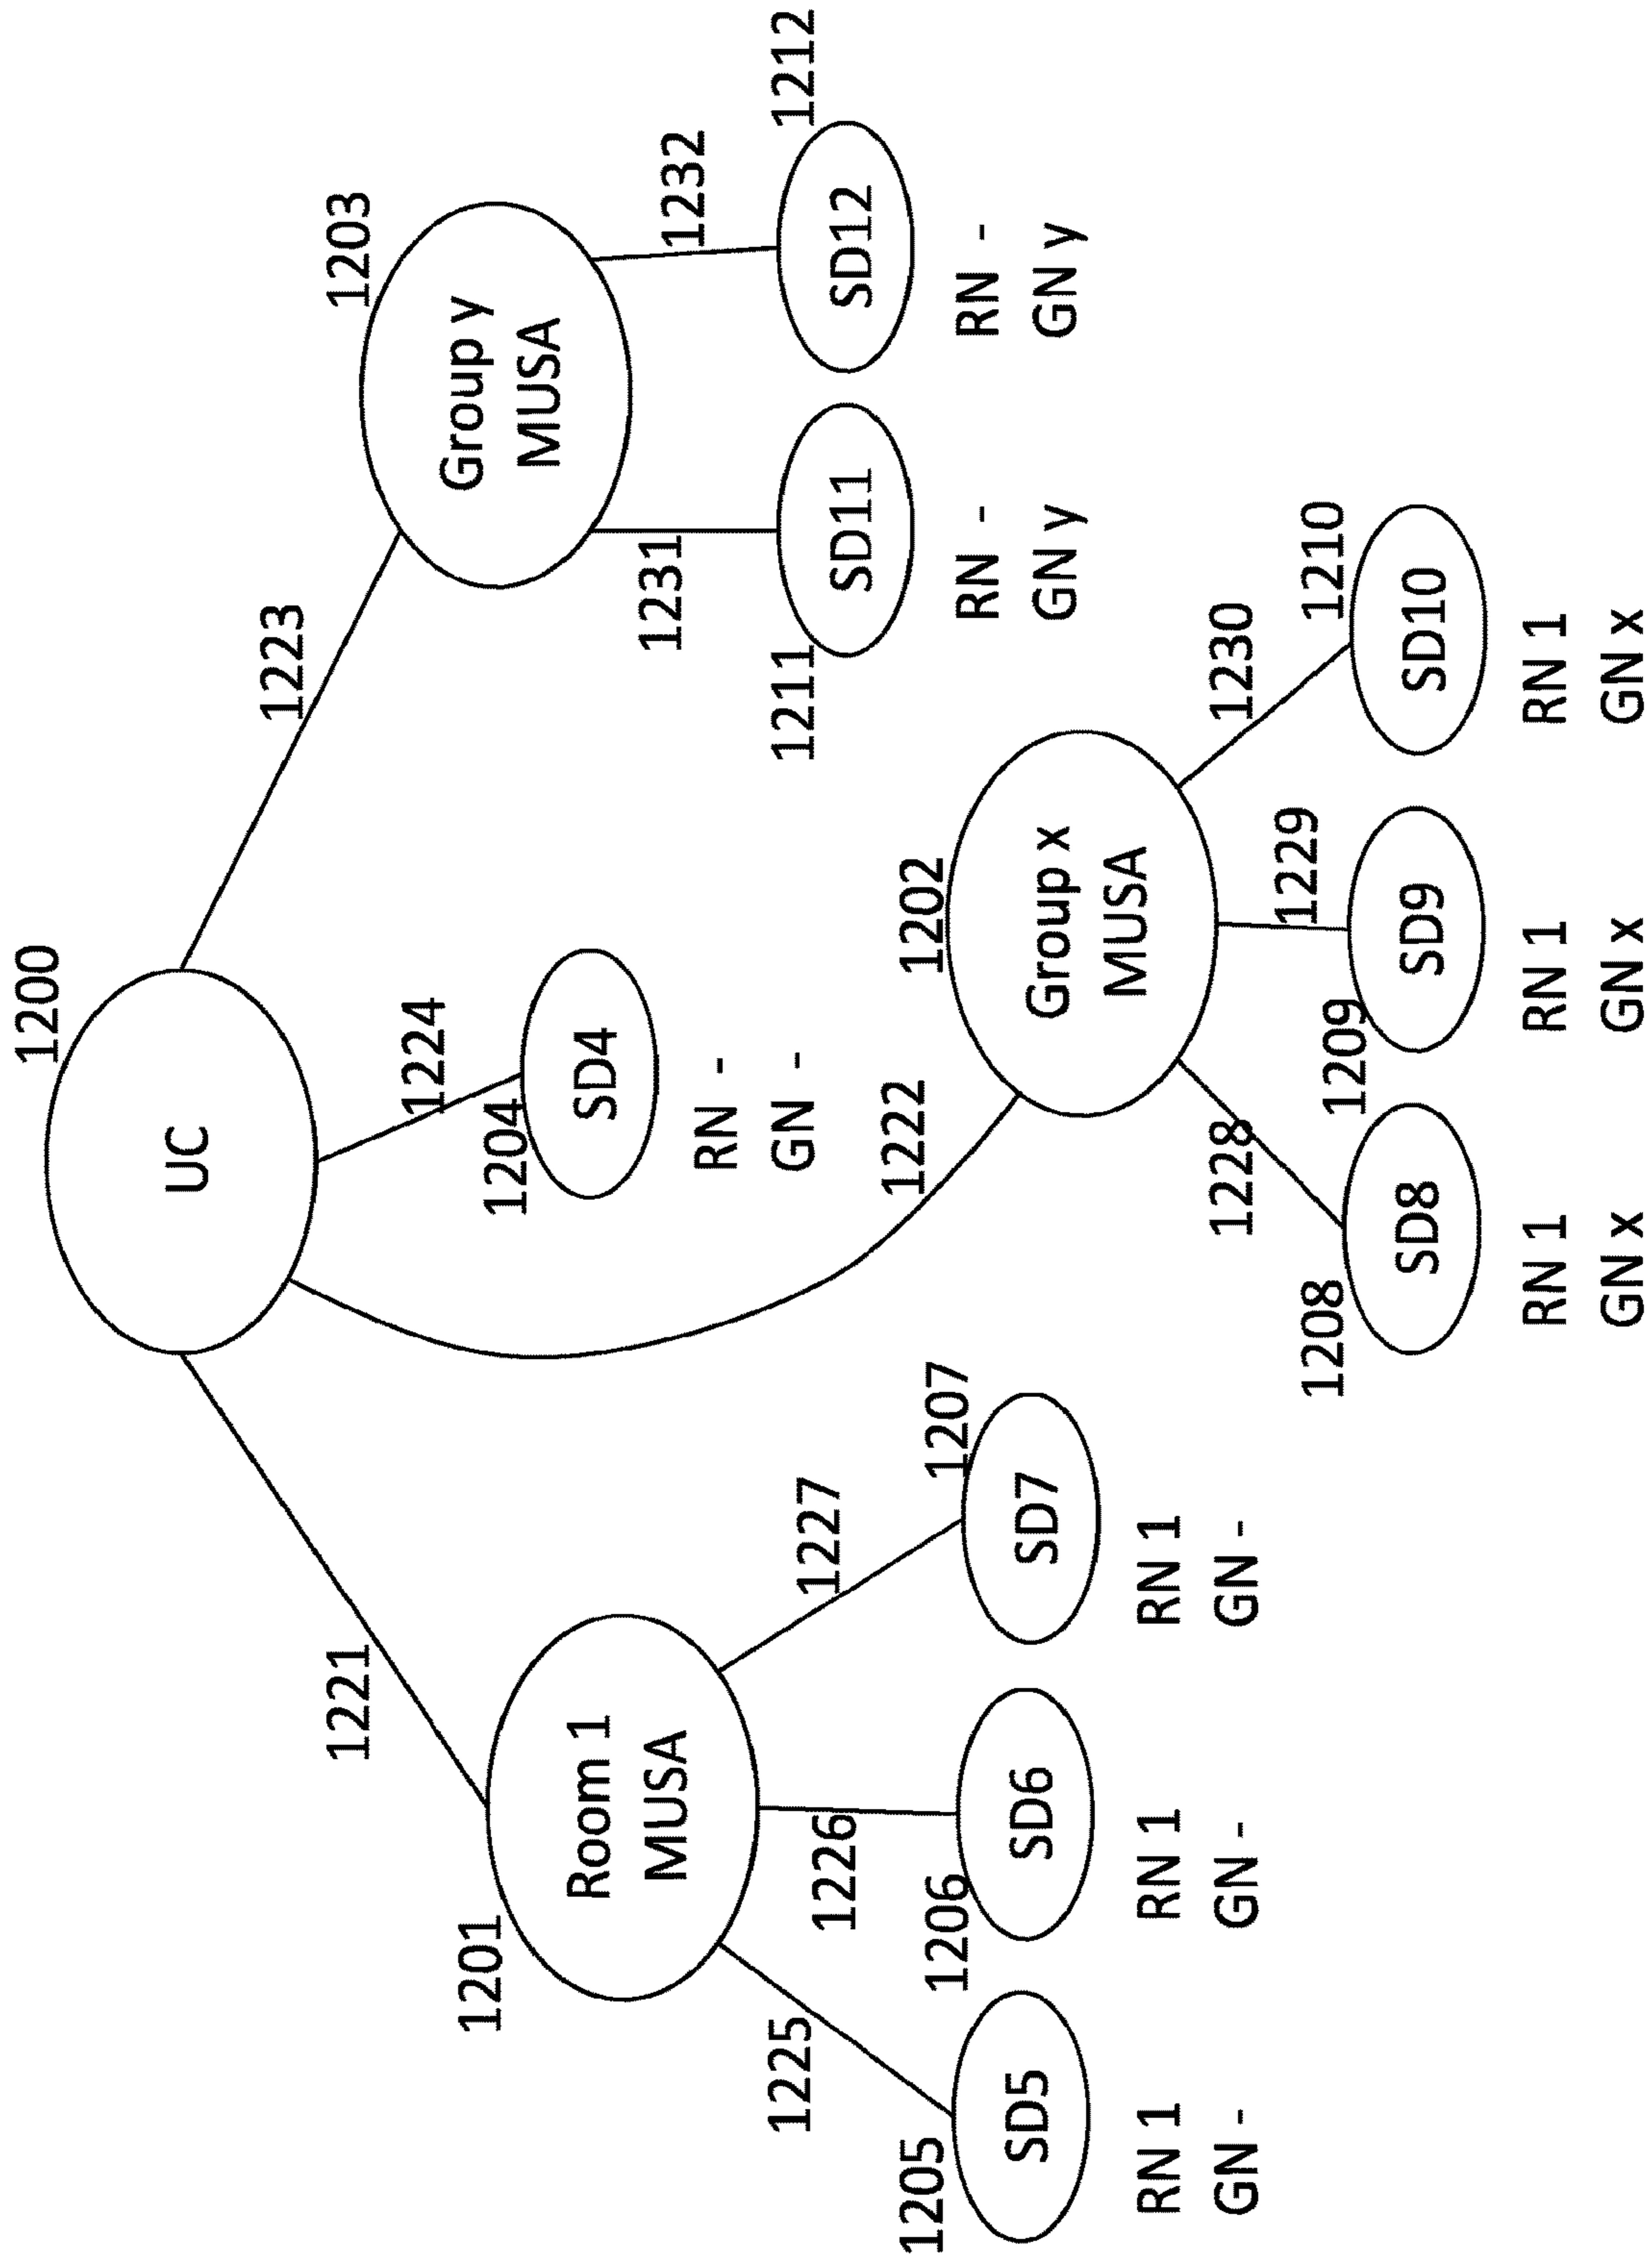 1200
UC
1221
1223
1224
1204
SD4
RN -
GN -
1203
Group y
MUSA
1201
Room 1
MUSA
1231
1232
1211
SD11
RN -
GN y
1212
SD12
RN -
GN y
1222
1202
Group x
MUSA
1225
1226
1227
1205
SD5
RN 1
GN -
1206
SD6
RN 1
GN -
1207
SD7
RN 1
GN -
1228
1229
1230
1208
SD8
RN 1
GN x
1209
SD9
RN 1
GN x
1210
SD10
RN 1
GN x